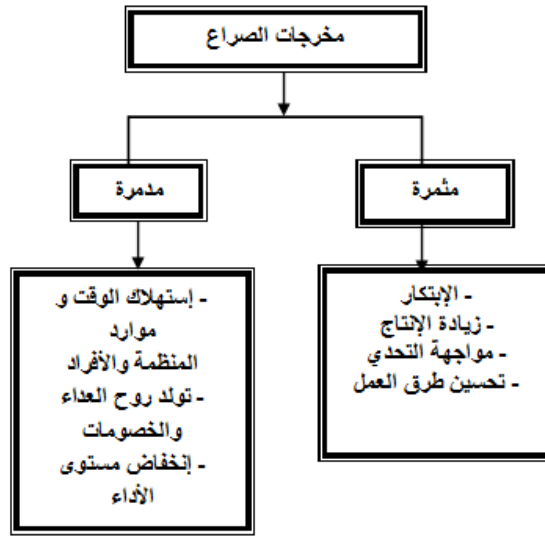 مخرجات الصراع
مثمرة
مدمرة
- الإبتكار
- زيادة الإنتاج
- مواجهة التحدي
- تحسين طرق العمل
- إستهلاك الوقت و
موارد
المنظمة والأفراد
- تولد روح العداء
والخصومات
- إنخفاض مستوى
الأداء